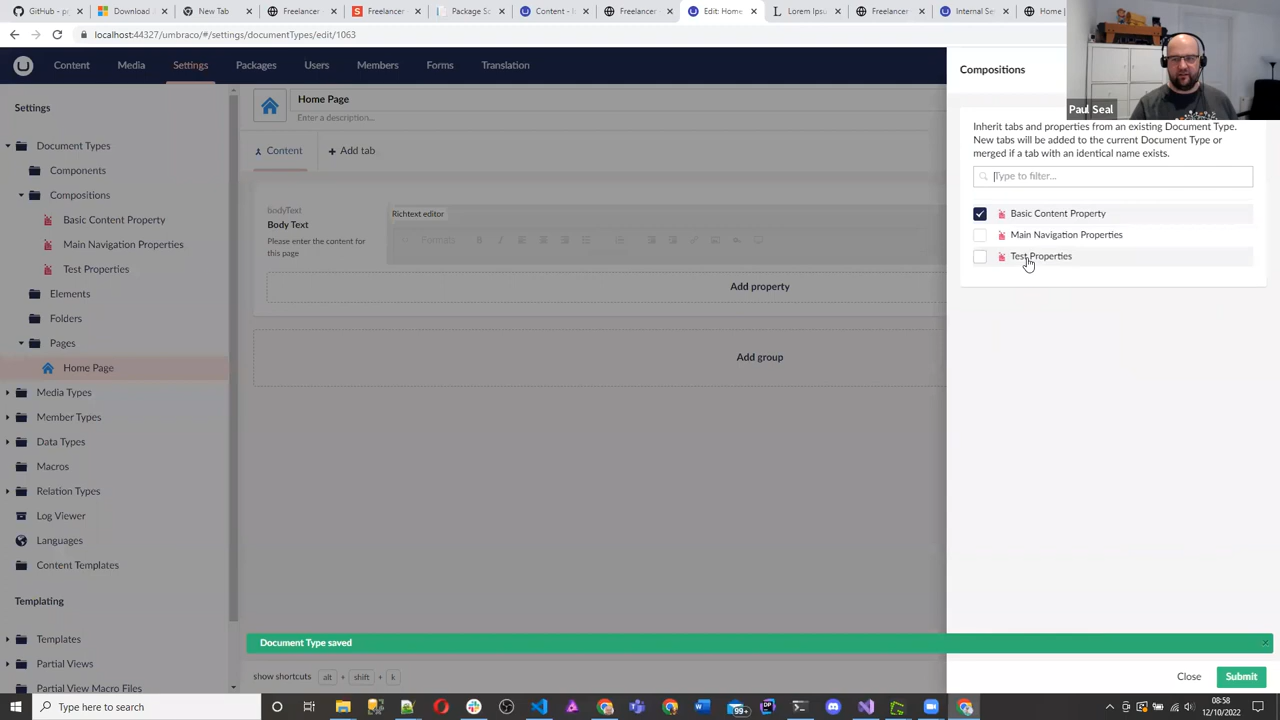 GitHub - p
Download
New Tab
Freelancer
Freelancer
Package Sc
Content -
Freelancer
Edit: Home
Lorem Ipsu
Freelancer
Internal Se
Home |
localhost:44327/umbraco/#/settings/documentTypes/edit/1063
Content
Media
Settings
Packages
Users
Members
Forms
Translation
Settings
Document Types
Components
Compositions
Basic Content Property
Main Navigation Properties
Test Properties
Elements
Folders
Pages
Home Page
Media Types
Member Types
Data Types
Macros
Relation Types
Log Viewer
Languages
Content Templates
Templating
Templates
Partial Views
Partial View Macro Files
Home Page
Enter a description...
Content
Add tab
bodyText
Body Text
Please enter the content for
this page
Richtext editor
Formats
Add property
Add group
Document Type saved
show shortcuts alt + shift + k
Compositions
Paul Seal
Inherit tabs and properties from an existing Document Type.
New tabs will be added to the current Document Type or
merged if a tab with an identical name exists.
Type to filter...
Basic Content Property
Main Navigation Properties
Test Properties
Close
Submit
Type here to search
99+
08:58
12/10/2022